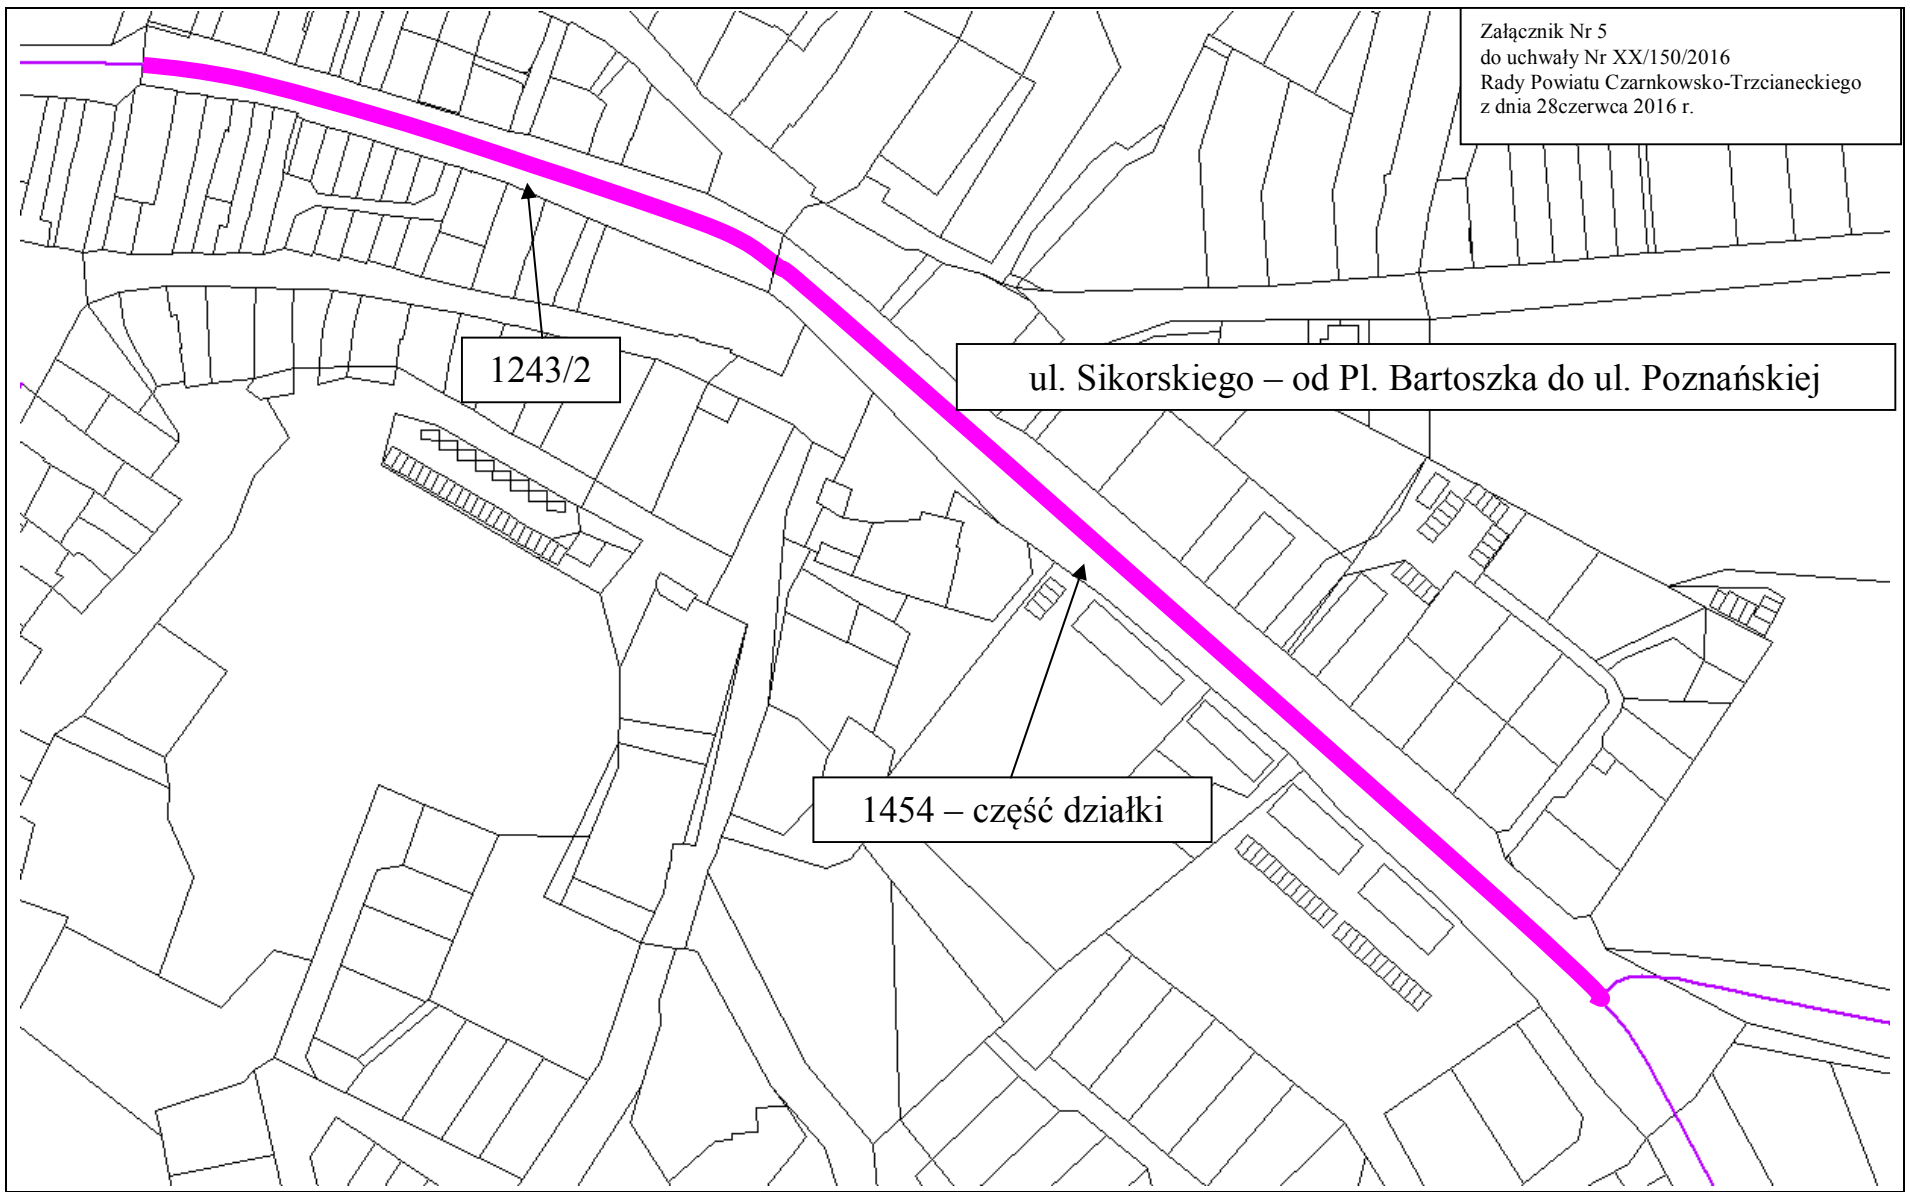 Załącznik Nr 5
do uchwały Nr XX/150/2016
Rady Powiatu Czarnkowsko-Trzcianeckiego
z dnia 28czerwca 2016 r.
1243/2
ul. Sikorskiego – od Pl. Bartoszka do ul. Poznańskiej
1454 – część działki